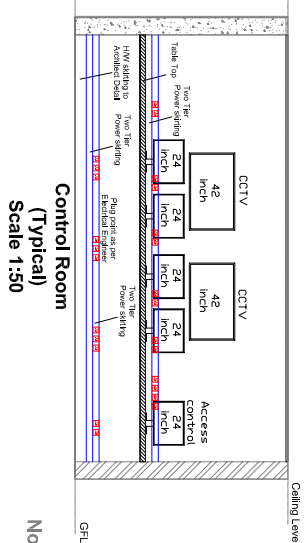 Ceiling Leve
CCTV
CCTV
42
inch
42
inch
Access
control
24
inch
24
inch
24
inch
24
inch
24
inch
Two Tier
Power skirting
Table Top
Two Tier
Power skirting
Plug point as per
Electrical Engineer
Two Tier
Power skirting
H/W skirting to
Architect Detail
GFL
Control Room
(Typical)
Scale 1:50
No